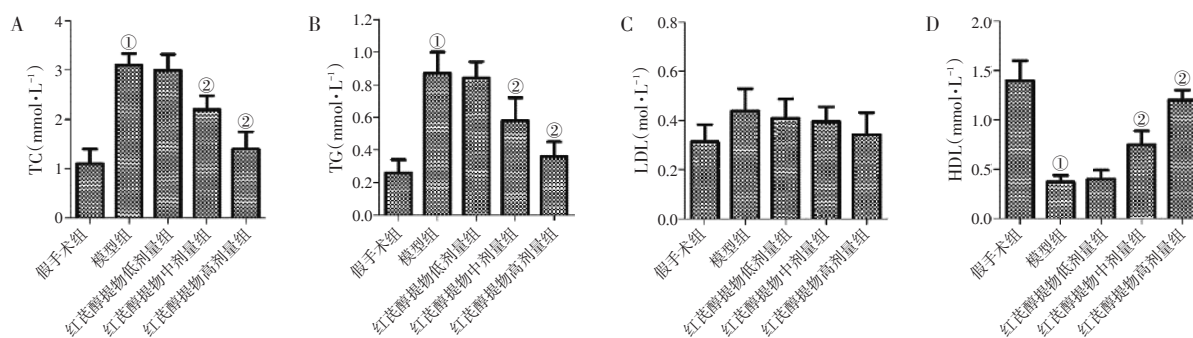 A
TC(mmol·L⁻¹)
4
3
2
1
0
①
②
②
假手术组
模型组
红芪醇提物低剂量组
红芪醇提物中剂量组
红芪醇提物高剂量组
B
TG(mmol·L⁻¹)
1.2
1.0
0.8
0.6
0.4
0.2
0.0
①
②
②
假手术组
模型组
红芪醇提物低剂量组
红芪醇提物中剂量组
红芪醇提物高剂量组
C
LDL(mol·L⁻¹)
0.8
0.6
0.4
0.2
0.0
假手术组
模型组
红芪醇提物低剂量组
红芪醇提物中剂量组
红芪醇提物高剂量组
D
HDL(mmol·L⁻¹)
2.0
1.5
1.0
0.5
0.0
①
②
②
假手术组
模型组
红芪醇提物低剂量组
红芪醇提物中剂量组
红芪醇提物高剂量组